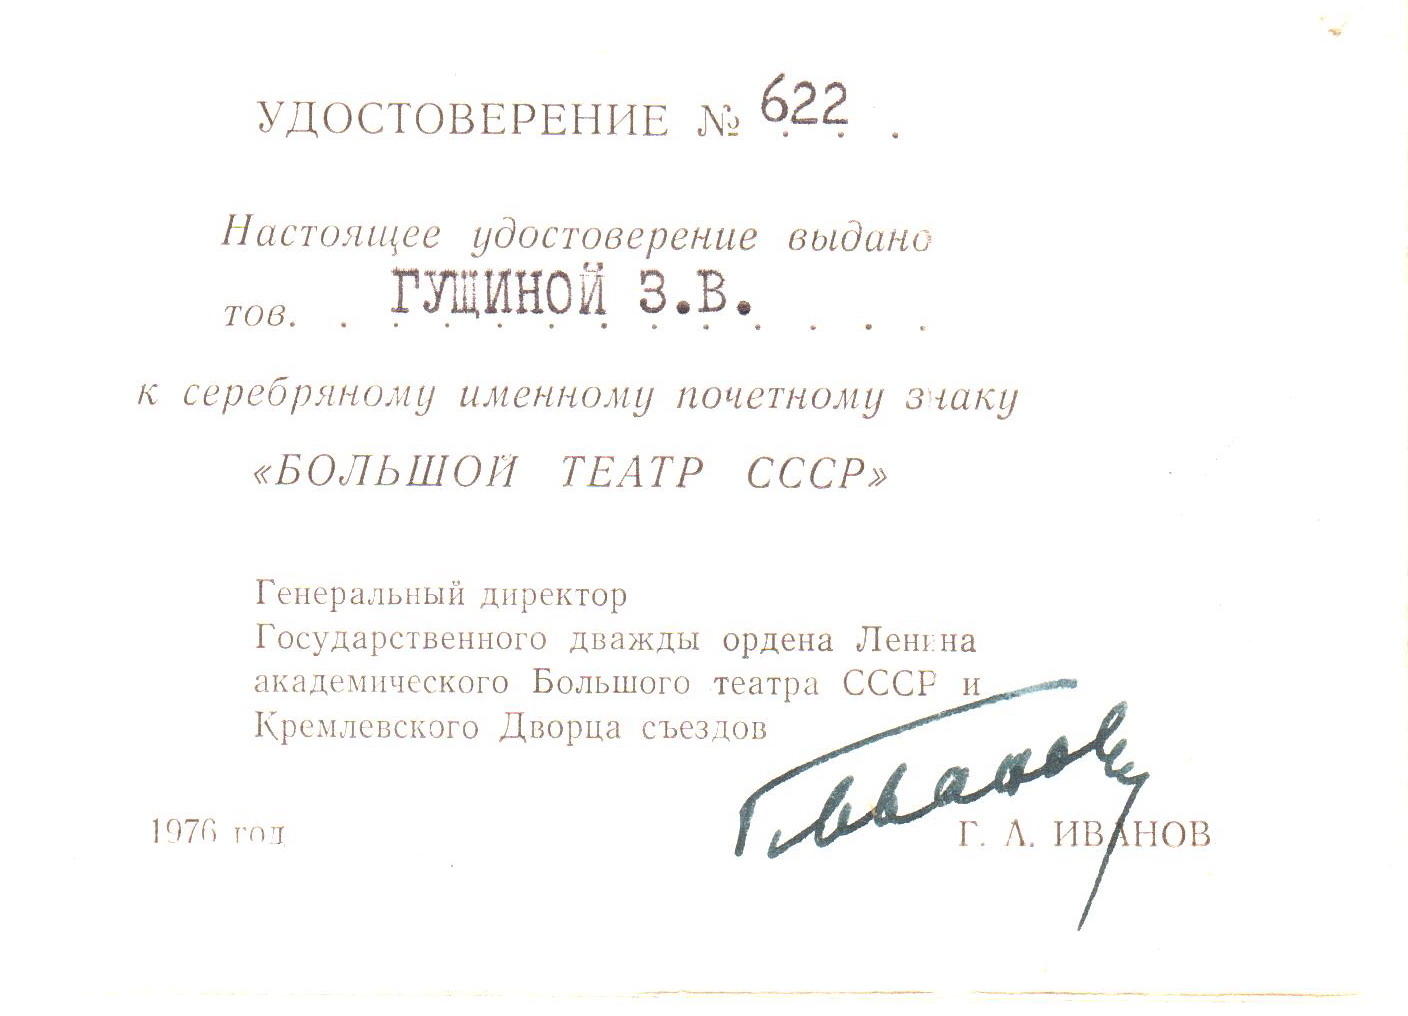 УДОСТОВЕРЕНИЕ № 622
Настоящее удостоверение выдано
тов. ГУЩИНОЙ З.В.
к серебряному именному почетному знаку
«БОЛЬШОЙ ТЕАТР СССР»
Генеральный директор
Государственного дважды ордена Ленина
академического Большого театра СССР и
Кремлевского Дворца съездов
Г. Иванов
1976 год
Г. А. ИВАНОВ